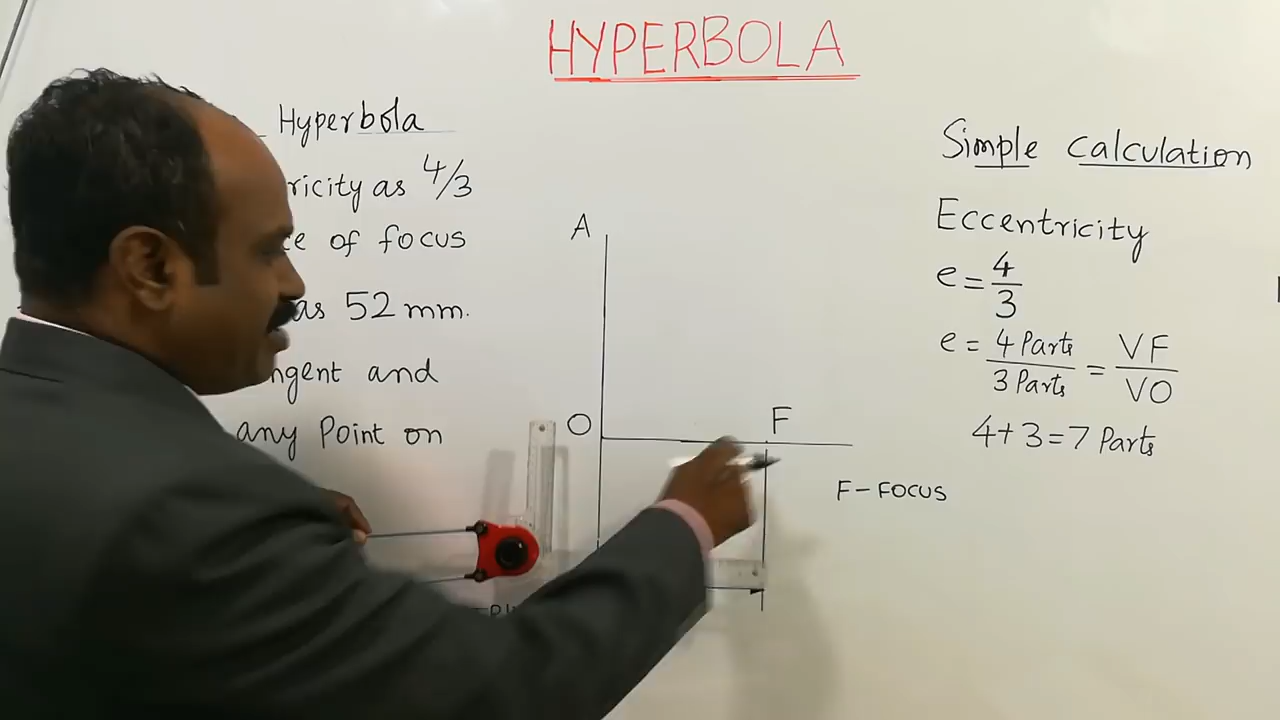 HYPERBOLA
Hyperbola
ricity as 4/3
ce of focus
as 52 mm.
ngent and
any Point on
A
O
F
F-FOCUS
Simple Calculation
Eccentricity
e = 4/3
e = 4 Parts/3 Parts = VF/VO
4+3=7 Parts